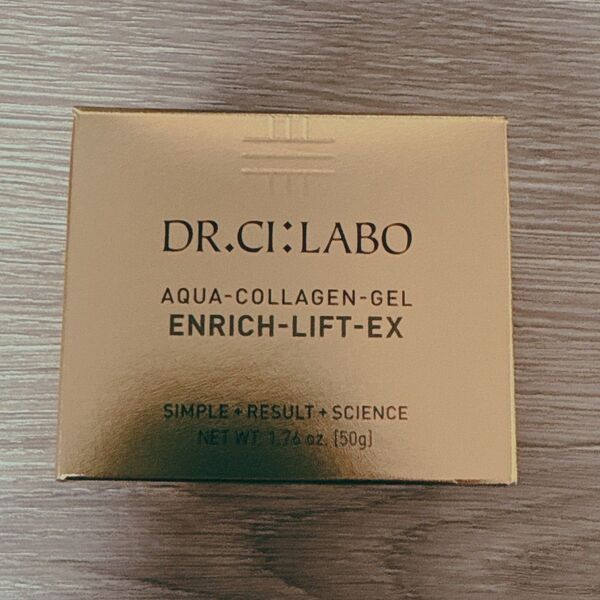 DR.CI:LABO
AQUA-COLLAGEN-GEL
ENRICH-LIFT-EX
SIMPLE+RESULT+SCIENCE
NET WT. 1.76 oz. [50g]